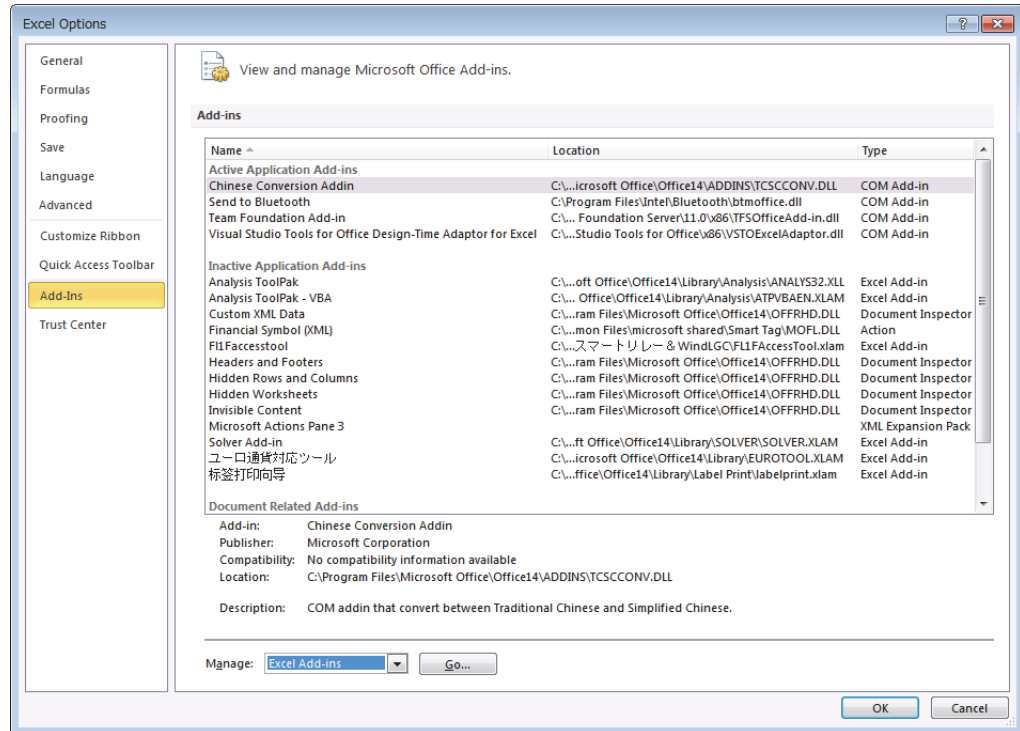 Excel Options
General
Formulas
Proofing
Save
Language
Advanced
Customize Ribbon
Quick Access Toolbar
Add-Ins
Trust Center
View and manage Microsoft Office Add-ins.
Add-ins
Name Location Type
Active Application Add-ins
Chinese Conversion Addin C:\...icrosoft Office\Office14\ADDINS\TCSCCONV.DLL COM Add-in
Send to Bluetooth C:\Program Files\Intel\Bluetooth\btmoffice.dll COM Add-in
Team Foundation Add-in C:\... Foundation Server\11.0\x86\TFSOfficeAdd-in.dll COM Add-in
Visual Studio Tools for Office Design-Time Adaptor for Excel C:\...Studio Tools for Office\x86\VSTOExcelAdaptor.dll COM Add-in
Inactive Application Add-ins
Analysis ToolPak C:\...oft Office\Office14\Library\Analysis\ANALYS32.XLL Excel Add-in
Analysis ToolPak - VBA C:\... Office\Office14\Library\Analysis\ATPVBAEN.XLAM Excel Add-in
Custom XML Data C:\...ram Files\Microsoft Office\Office14\OFFRHD.DLL Document Inspector
Financial Symbol (XML) C:\...mon Files\microsoft shared\Smart Tag\MOFL.DLL Action
Fl1Faccesstool C:\...スマートリレー＆WindLGC\FL1FAccessTool.xlam Excel Add-in
Headers and Footers C:\...ram Files\Microsoft Office\Office14\OFFRHD.DLL Document Inspector
Hidden Rows and Columns C:\...ram Files\Microsoft Office\Office14\OFFRHD.DLL Document Inspector
Hidden Worksheets C:\...ram Files\Microsoft Office\Office14\OFFRHD.DLL Document Inspector
Invisible Content C:\...ram Files\Microsoft Office\Office14\OFFRHD.DLL Document Inspector
Microsoft Actions Pane 3 XML Expansion Pack
Solver Add-in C:\...ft Office\Office14\Library\SOLVER\SOLVER.XLAM Excel Add-in
ユーロ通貨対応ツール C:\...icrosoft Office\Office14\Library\EUROTOOL.XLAM Excel Add-in
标签打印向导 C:\...ffice\Office14\Library\Label Print\labelprint.xlam Excel Add-in
Document Related Add-ins
Add-in: Chinese Conversion Addin
Publisher: Microsoft Corporation
Compatibility: No compatibility information available
Location: C:\Program Files\Microsoft Office\Office14\ADDINS\TCSCCONV.DLL
Description: COM addin that convert between Traditional Chinese and Simplified Chinese.
Manage: Excel Add-ins Go...
OK Cancel